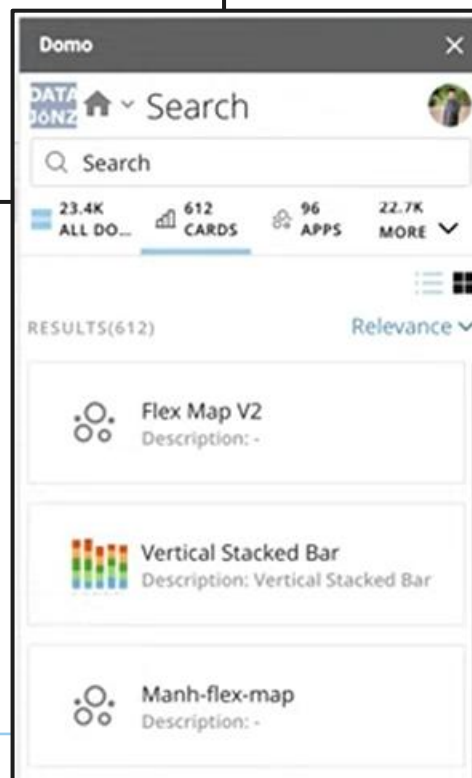 Domo
DATA
JONZ
Search
Search
23.4K
ALL DO...
612
CARDS
96
APPS
22.7K
MORE
RESULTS(612)
Relevance
Flex Map V2
Description: -
Vertical Stacked Bar
Description: Vertical Stacked Bar
Manh-flex-map
Description: -